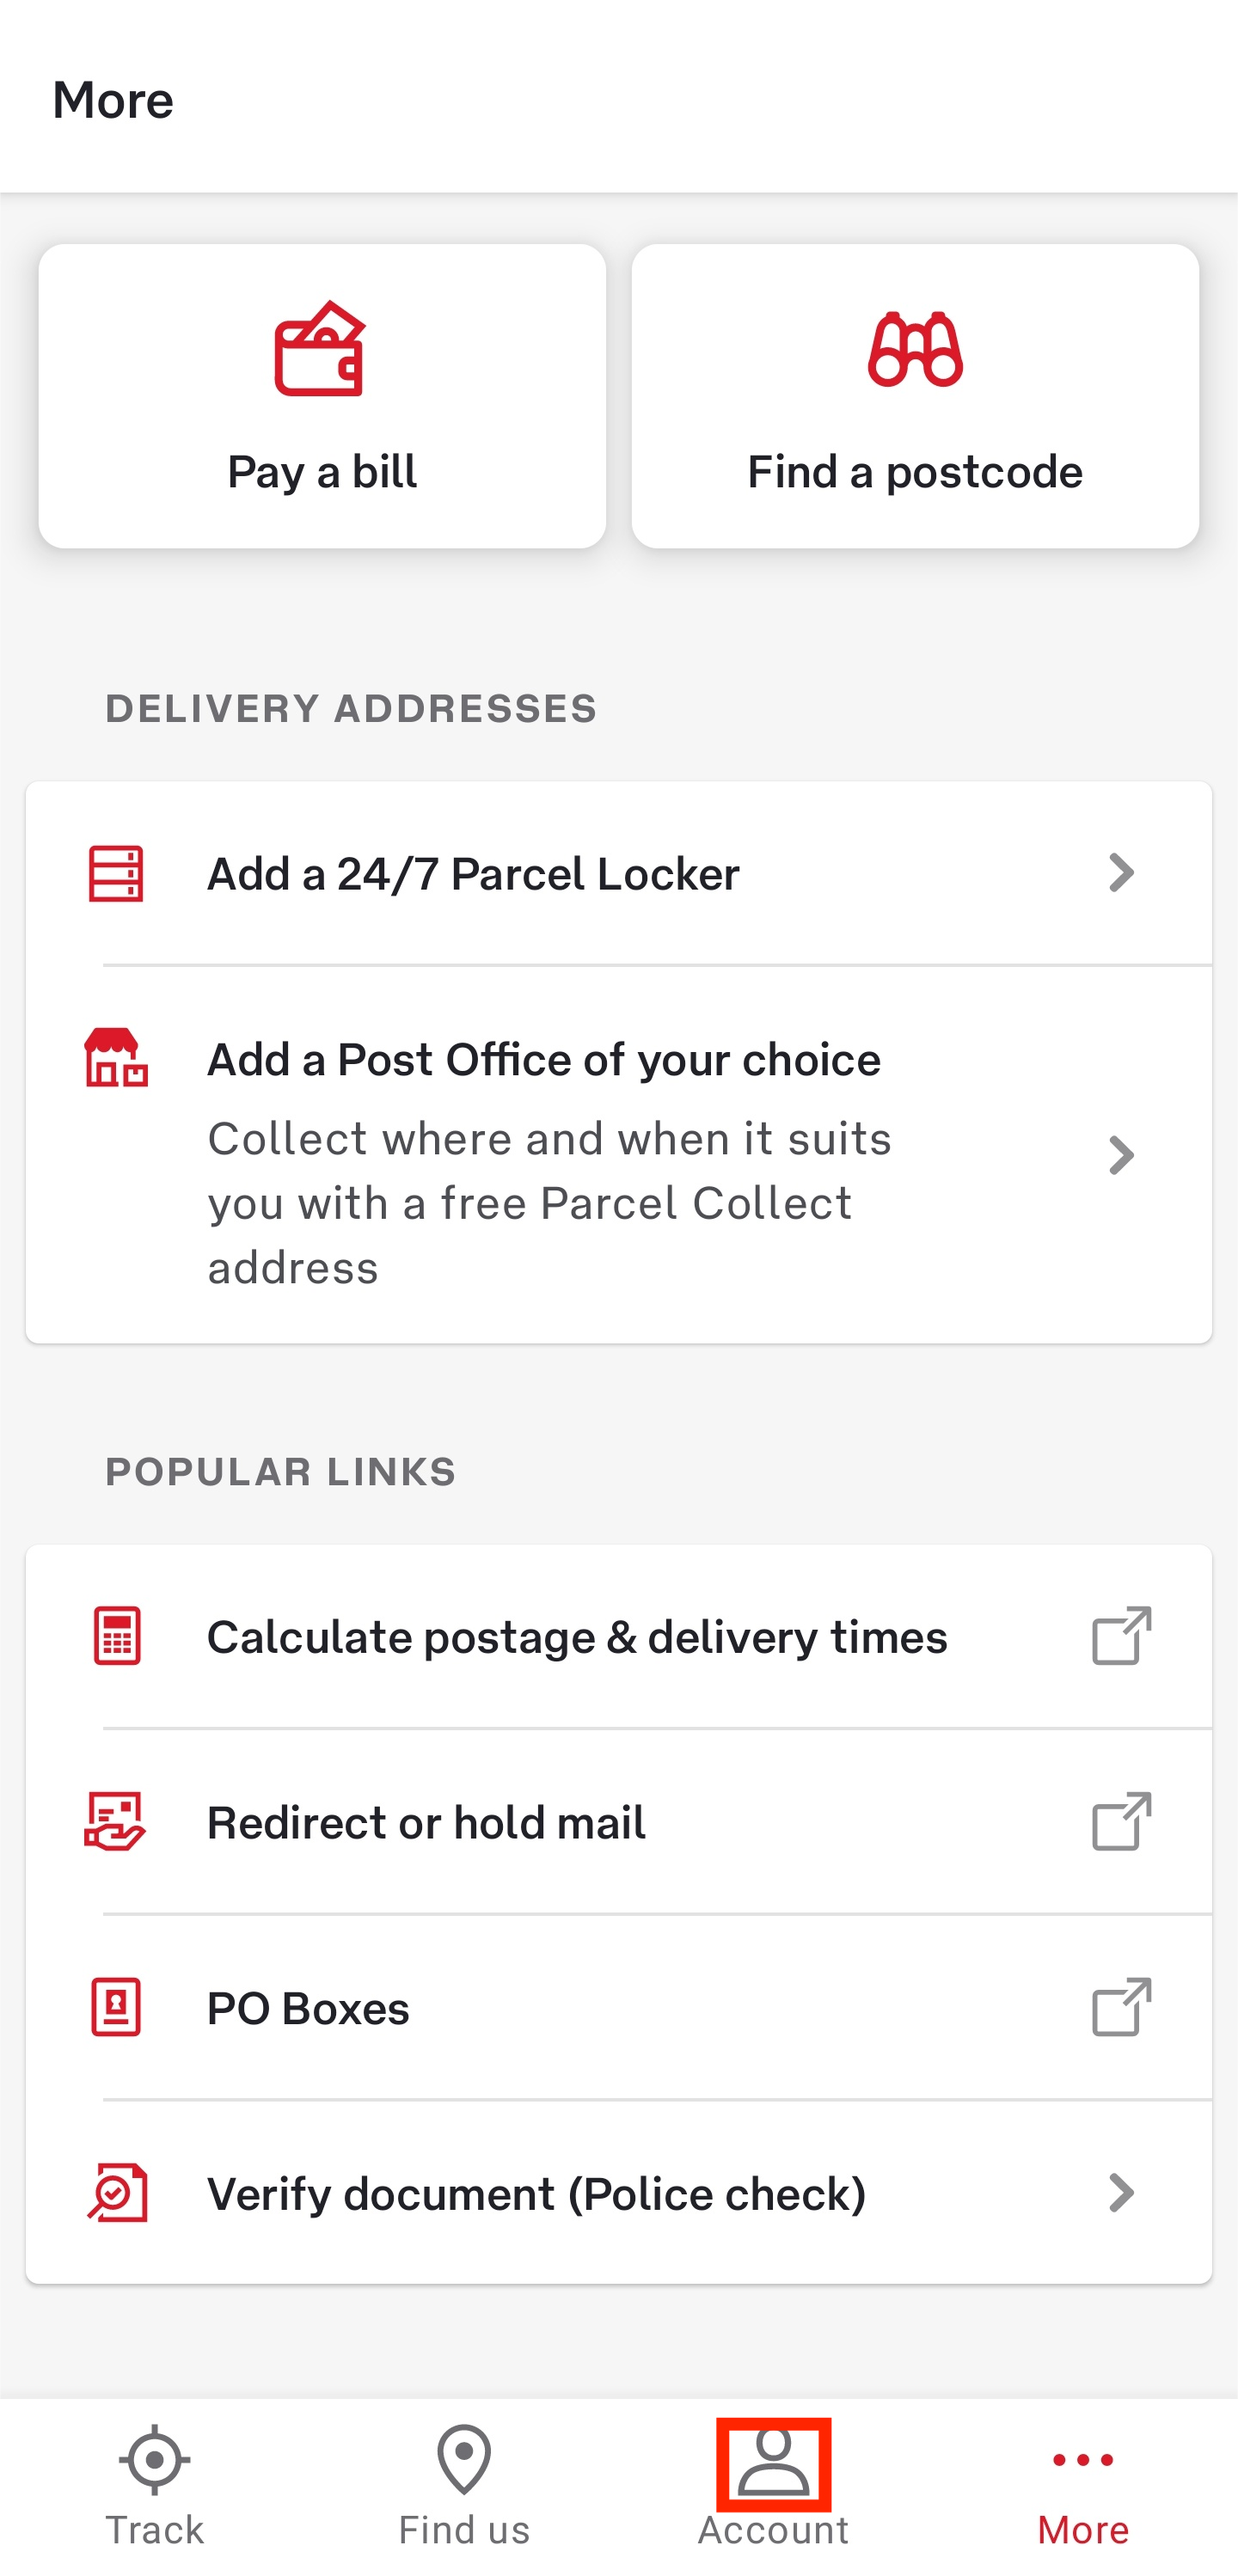 More
Pay a bill
Find a postcode
DELIVERY ADDRESSES
Add a 24/7 Parcel Locker
Add a Post Office of your choice
Collect where and when it suits
you with a free Parcel Collect
address
POPULAR LINKS
Calculate postage & delivery times
Redirect or hold mail
PO Boxes
Verify document (Police check)
Track
Find us
Account
More